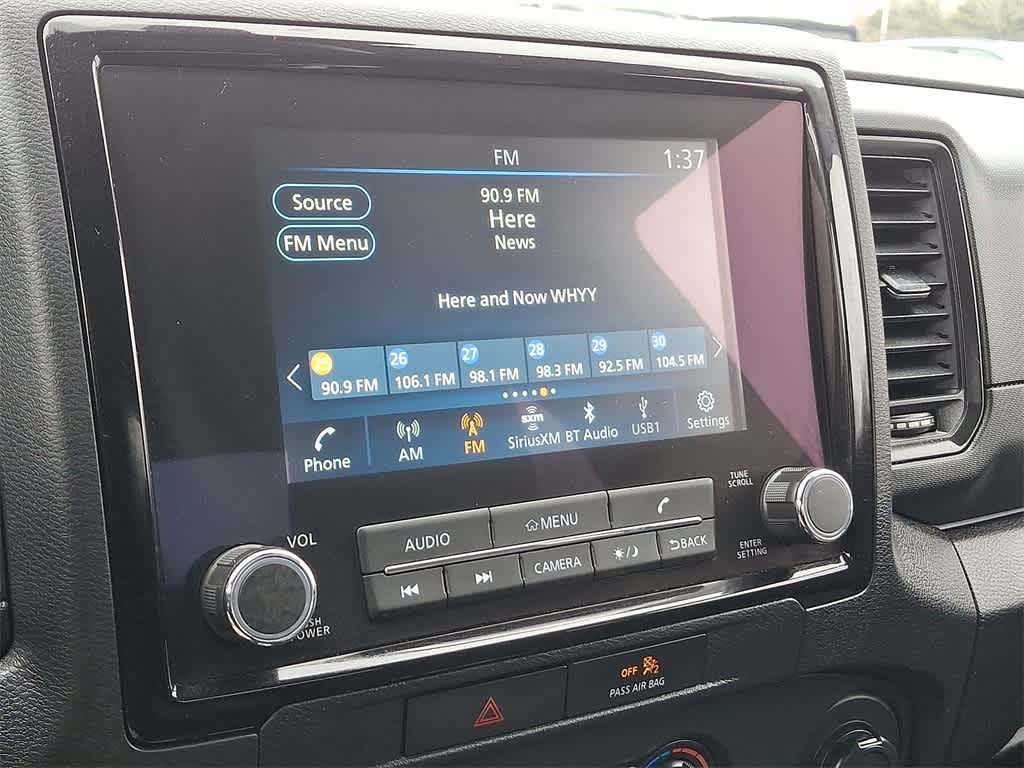 FM
1:37
Source
FM Menu
90.9 FM
Here
News
Here and Now WHYY
90.9 FM
26
106.1 FM
27
98.1 FM
28
98.3 FM
29
92.5 FM
30
104.5 FM
Phone
AM
FM
sxm
SiriusXM
BT Audio
USB1
Settings
TUNE
SCROLL
VOL
AUDIO
MENU
CAMERA
BACK
ENTER
SETTING
OFF
2
PASS AIR BAG